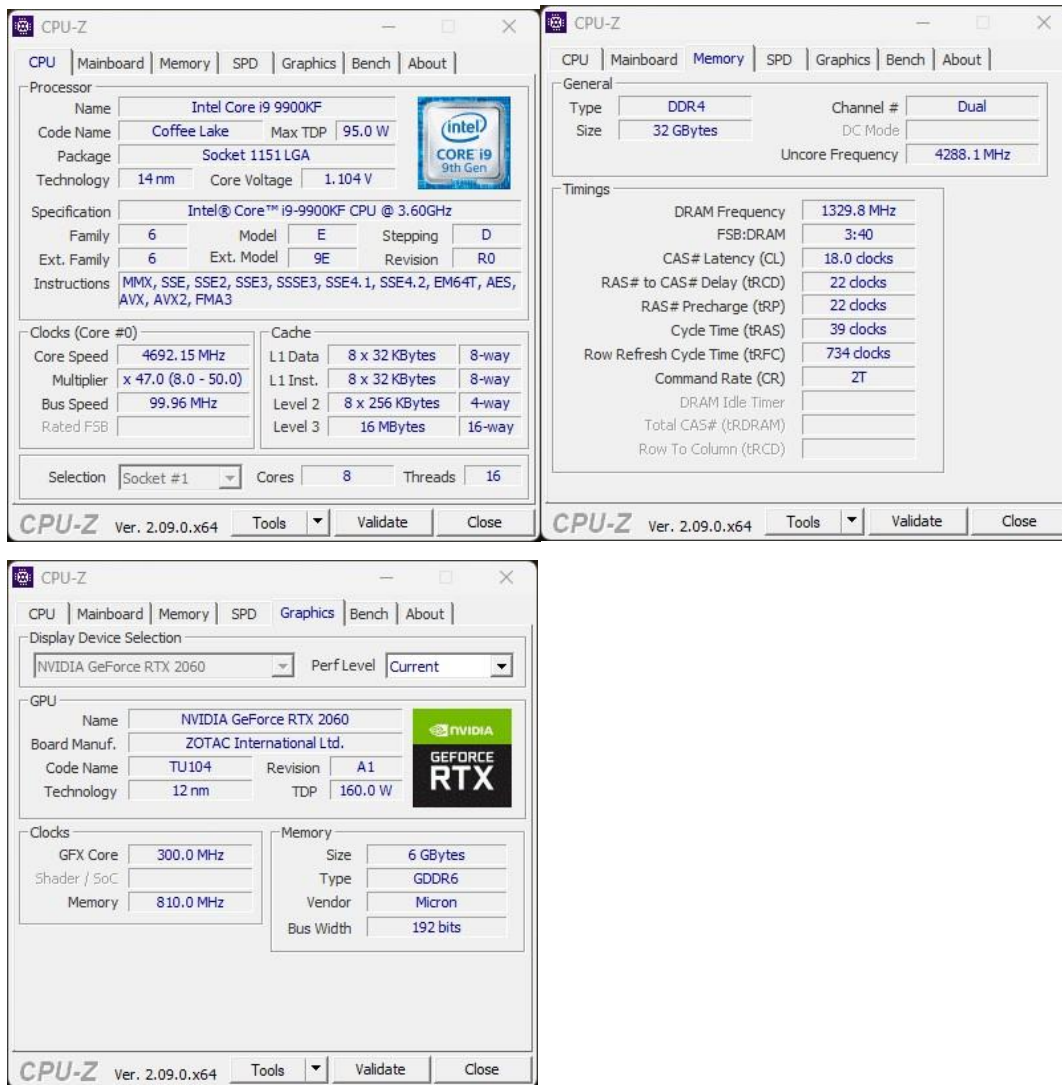 CPU-Z
CPU Mainboard Memory SPD Graphics Bench About
Processor
Name Intel Core i9 9900KF
Code Name Coffee Lake Max TDP 95.0 W
Package Socket 1151 LGA
Technology 14 nm Core Voltage 1.104 V
intel
CORE i9
9th Gen
Specification Intel® Core™ i9-9900KF CPU @ 3.60GHz
Family 6 Model E Stepping D
Ext. Family 6 Ext. Model 9E Revision R0
Instructions MMX, SSE, SSE2, SSE3, SSSE3, SSE4.1, SSE4.2, EM64T, AES,
AVX, AVX2, FMA3
Clocks (Core #0)
Core Speed 4692.15 MHz
Multiplier x 47.0 (8.0 - 50.0)
Bus Speed 99.96 MHz
Rated FSB
Cache
L1 Data 8 x 32 KBytes 8-way
L1 Inst. 8 x 32 KBytes 8-way
Level 2 8 x 256 KBytes 4-way
Level 3 16 MBytes 16-way
Selection Socket #1 Cores 8 Threads 16
CPU-Z Ver. 2.09.0.x64 Tools Validate Close
CPU-Z
CPU Mainboard Memory SPD Graphics Bench About
General
Type DDR4 Channel # Dual
Size 32 GBytes DC Mode
Uncore Frequency 4288.1 MHz
Timings
DRAM Frequency 1329.8 MHz
FSB:DRAM 3:40
CAS# Latency (CL) 18.0 clocks
RAS# to CAS# Delay (tRCD) 22 clocks
RAS# Precharge (tRP) 22 clocks
Cycle Time (tRAS) 39 clocks
Row Refresh Cycle Time (tRFC) 734 clocks
Command Rate (CR) 2T
DRAM Idle Timer
Total CAS# (tRDRAM)
Row To Column (tRCD)
CPU-Z Ver. 2.09.0.x64 Tools Validate Close
CPU-Z
CPU Mainboard Memory SPD Graphics Bench About
Display Device Selection
NVIDIA GeForce RTX 2060 Perf Level Current
GPU
Name NVIDIA GeForce RTX 2060
Board Manuf. ZOTAC International Ltd.
Code Name TU104 Revision A1
Technology 12 nm TDP 160.0 W
NVIDIA
GEFORCE
RTX
Clocks
GFX Core 300.0 MHz
Shader / SoC
Memory 810.0 MHz
Memory
Size 6 GBytes
Type GDDR6
Vendor Micron
Bus Width 192 bits
CPU-Z Ver. 2.09.0.x64 Tools Validate Close